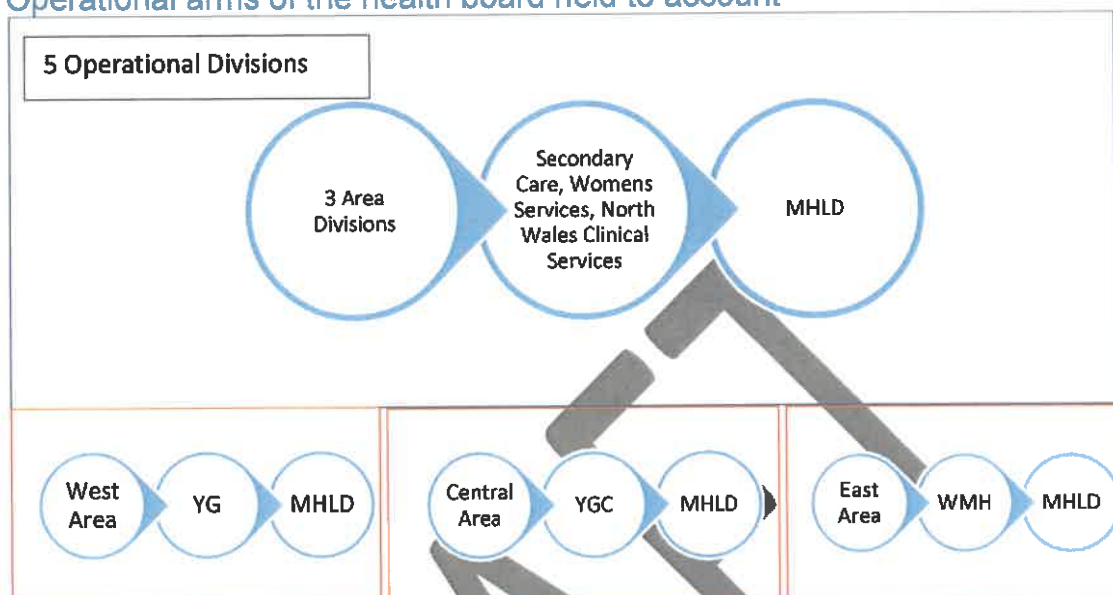 Operational arms of the health board held to account
5 Operational Divisions
3 Area
Divisions
Secondary
Care, Womens
Services, North
Wales Clinical
Services
MHLD
West
Area
YG
MHLD
Central
Area
YGC
MHLD
East
Area
WMH
MHLD